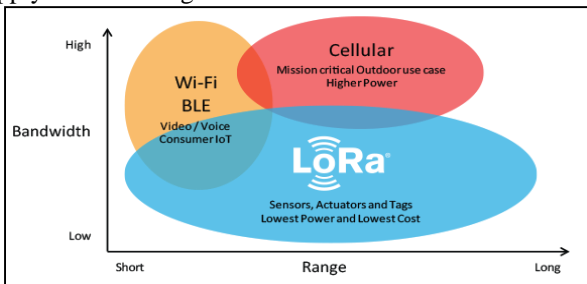 High
Bandwidth
Low
Wi-Fi
BLE
Video / Voice
Consumer IoT
Cellular
Mission critical Outdoor use case
Higher Power
LoRa®
Sensors, Actuators and Tags
Lowest Power and Lowest Cost
Short
Range
Long